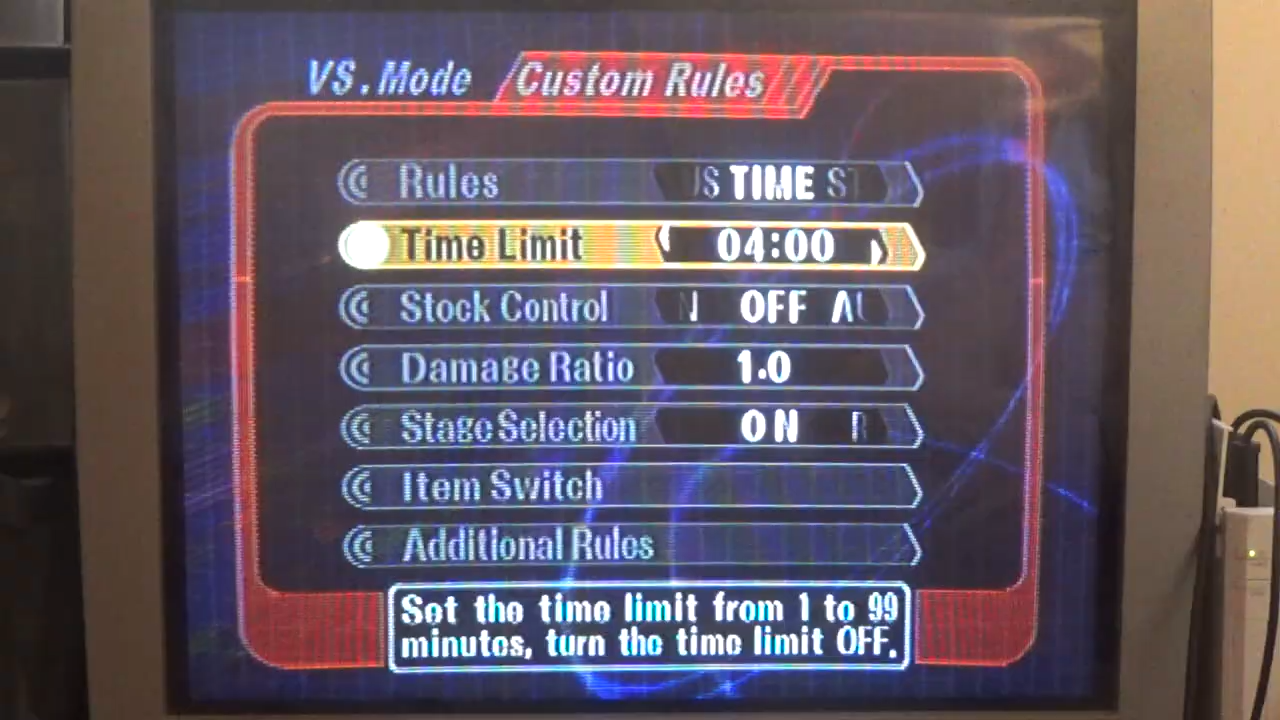 VS.Mode Custom Rules
Rules TIME
Time Limit 04:00
Stock Control OFF
Damage Ratio 1.0
Stage Selection ON
Item Switch
Additional Rules
Set the time limit from 1 to 99
minutes, turn the time limit OFF.